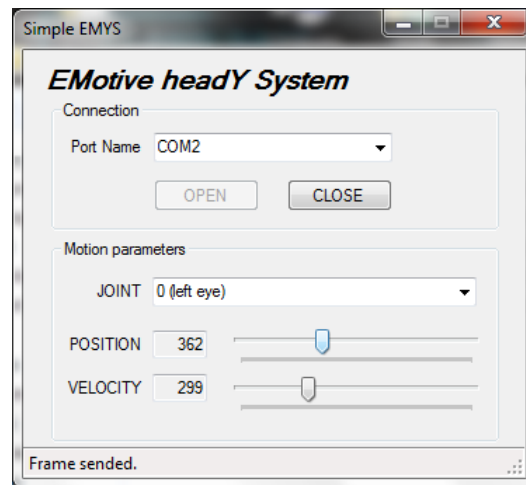 Simple EMYS
EMotive headY System
Connection
Port Name COM2
OPEN CLOSE
Motion parameters
JOINT 0 (left eye)
POSITION 362
VELOCITY 299
Frame sended.